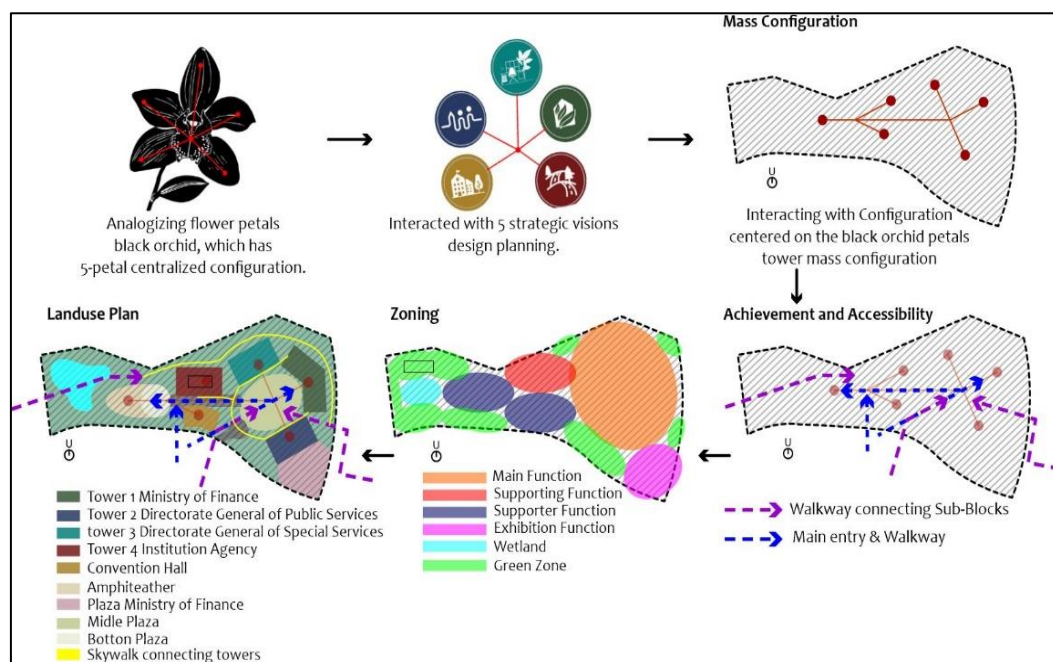 Mass Configuration
Analogizing flower petals
black orchid, which has
5-petal centralized configuration.
Interacted with 5 strategic visions
design planning.
U
Interacting with Configuration
centered on the black orchid petals
tower mass configuration
Landuse Plan
Zoning
Achievement and Accessibility
U
U
U
Tower 1 Ministry of Finance
Tower 2 Directorate General of Public Services
tower 3 Directorate General of Special Services
Tower 4 Institution Agency
Convention Hall
Amphiteather
Plaza Ministry of Finance
Midle Plaza
Botton Plaza
Skywalk connecting towers
Main Function
Supporting Function
Supporter Function
Exhibition Function
Wetland
Green Zone
Walkway connecting Sub-Blocks
Main entry & Walkway